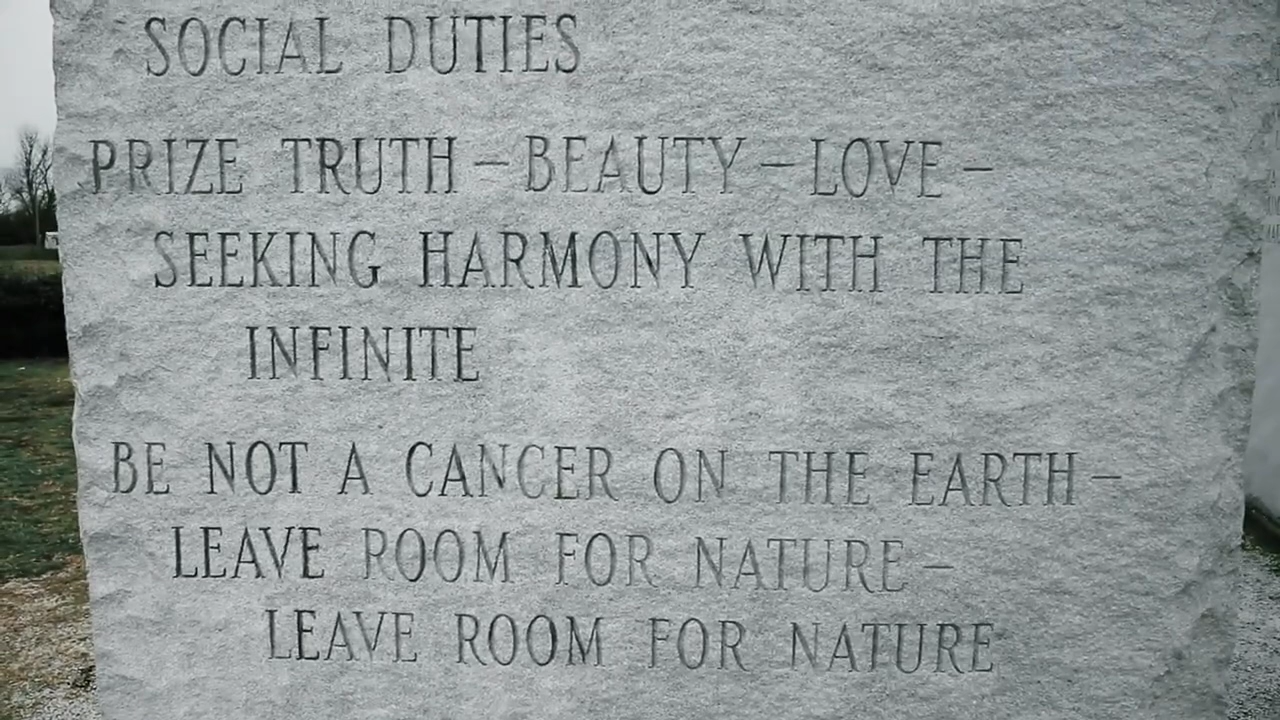 SOCIAL DUTIES
PRIZE TRUTH – BEAUTY – LOVE –
SEEKING HARMONY WITH THE
INFINITE
BE NOT A CANCER ON THE EARTH –
LEAVE ROOM FOR NATURE –
LEAVE ROOM FOR NATURE